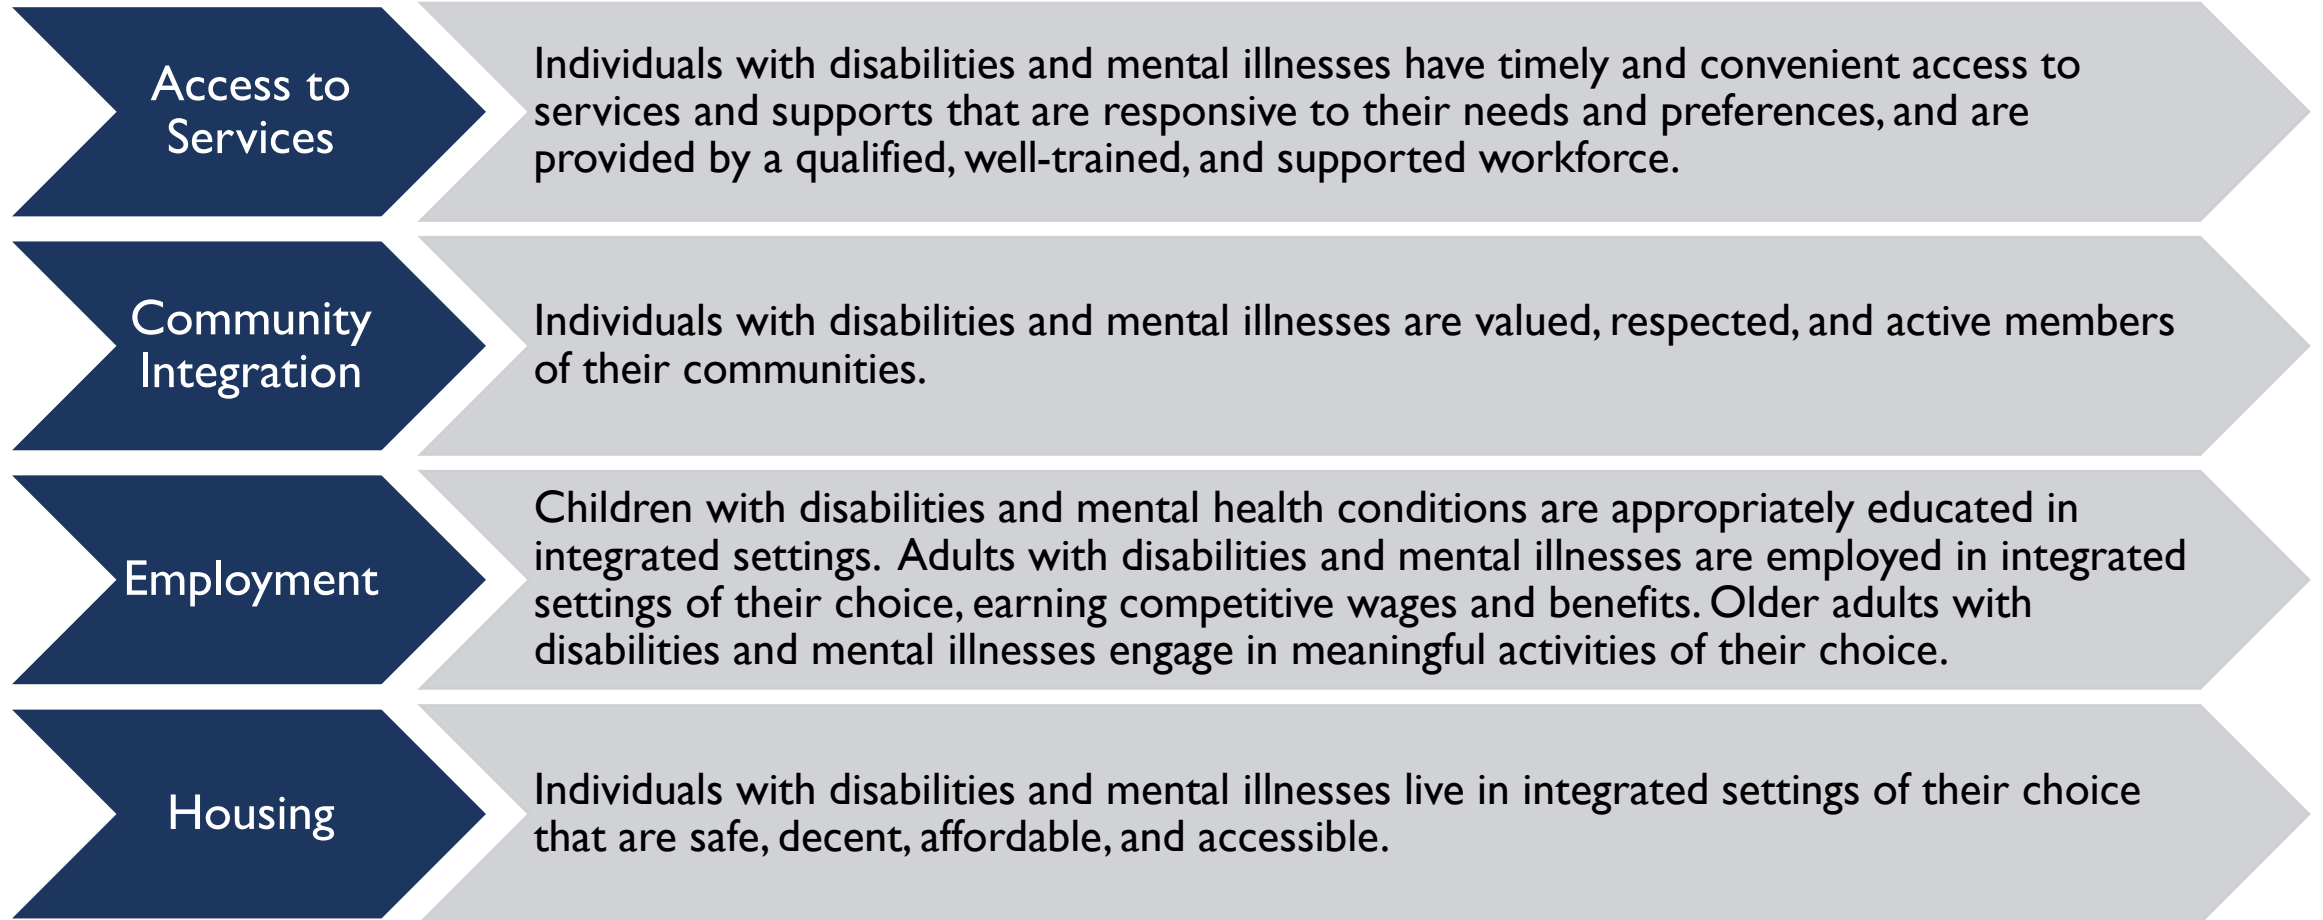 Access to
Services
Individuals with disabilities and mental illnesses have timely and convenient access to
services and supports that are responsive to their needs and preferences, and are
provided by a qualified, well-trained, and supported workforce.
Community
Integration
Individuals with disabilities and mental illnesses are valued, respected, and active members
of their communities.
Employment
Children with disabilities and mental health conditions are appropriately educated in
integrated settings.  Adults with disabilities and mental illnesses are employed in integrated
settings of their choice, earning competitive wages and benefits. Older adults with
disabilities and mental illnesses engage in meaningful activities of their choice.
Housing
Individuals with disabilities and mental illnesses live in integrated settings of their choice
that are safe, decent, affordable, and accessible.